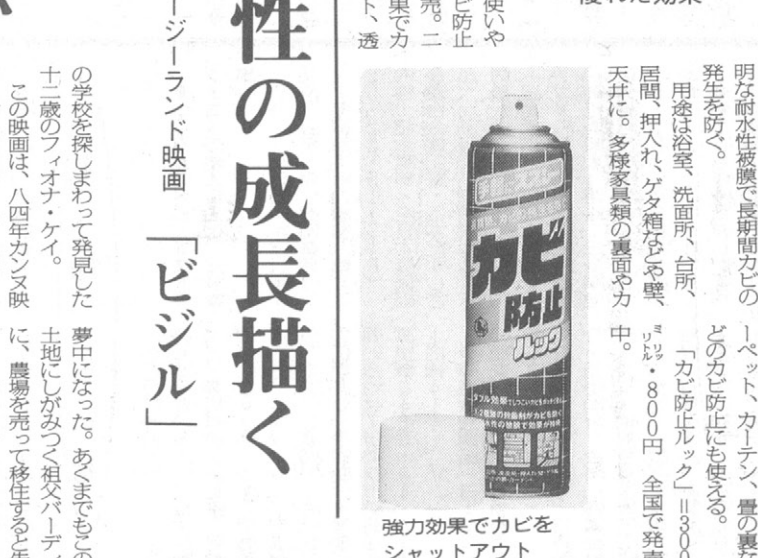 優れた効果
明な耐水性被膜で長期間カビの
発生を防ぐ。
用途は浴室、洗面所、台所、
居間、押入れ、ゲタ箱などや壁、
天井に。多様家具類の裏面やカ
ーペット、カーテン、畳の裏な
どのカビ防止にも使える。
「カビ防止ルック」=30
ミリリットル・800円 全国で発売
中。
使いや
ビ防止
売。二
果でカ
ト、透
カビ
防止
ルック
強力効果でカビを
シャットアウト
性の成長描く
ージーランド映画
「ビジル」
の学校を探しまわって発見した
十二歳のフィオナ・ケイ。
この映画は、八四年カンヌ映
夢中になった。あくまでもこの
土地にしがみつく祖父バーディ
に、農場を売って移住すると